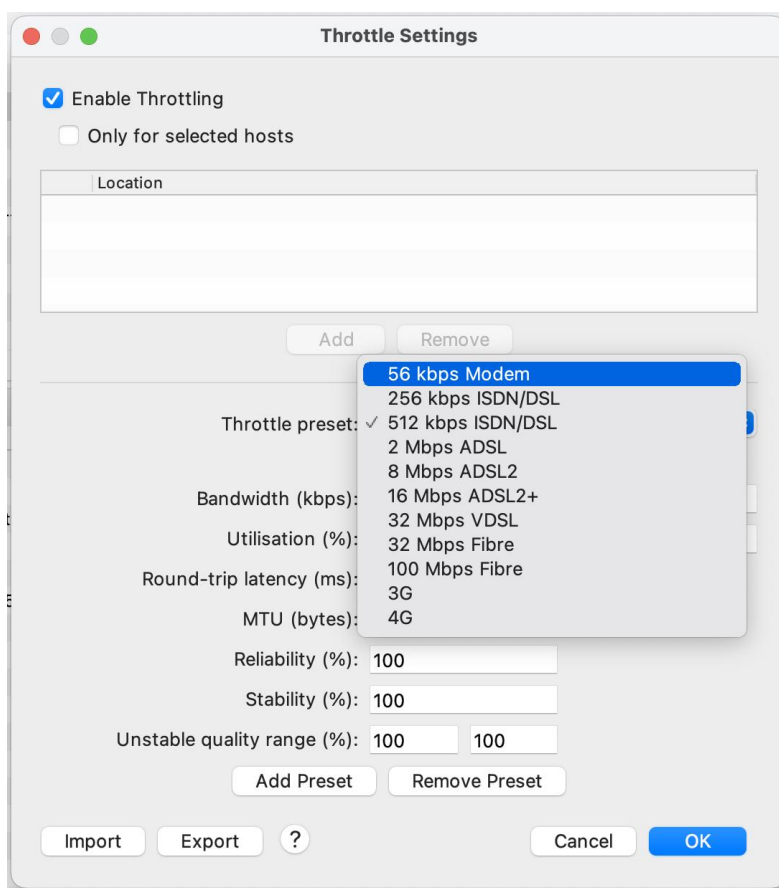 Throttle Settings
Enable Throttling
Only for selected hosts
Location
Add Remove
Throttle preset:
56 kbps Modem
256 kbps ISDN/DSL
✓ 512 kbps ISDN/DSL
2 Mbps ADSL
8 Mbps ADSL2
16 Mbps ADSL2+
32 Mbps VDSL
32 Mbps Fibre
100 Mbps Fibre
3G
4G
Bandwidth (kbps):
Utilisation (%):
Round-trip latency (ms):
MTU (bytes):
Reliability (%): 100
Stability (%): 100
Unstable quality range (%): 100 100
Add Preset Remove Preset
Import Export ? Cancel OK